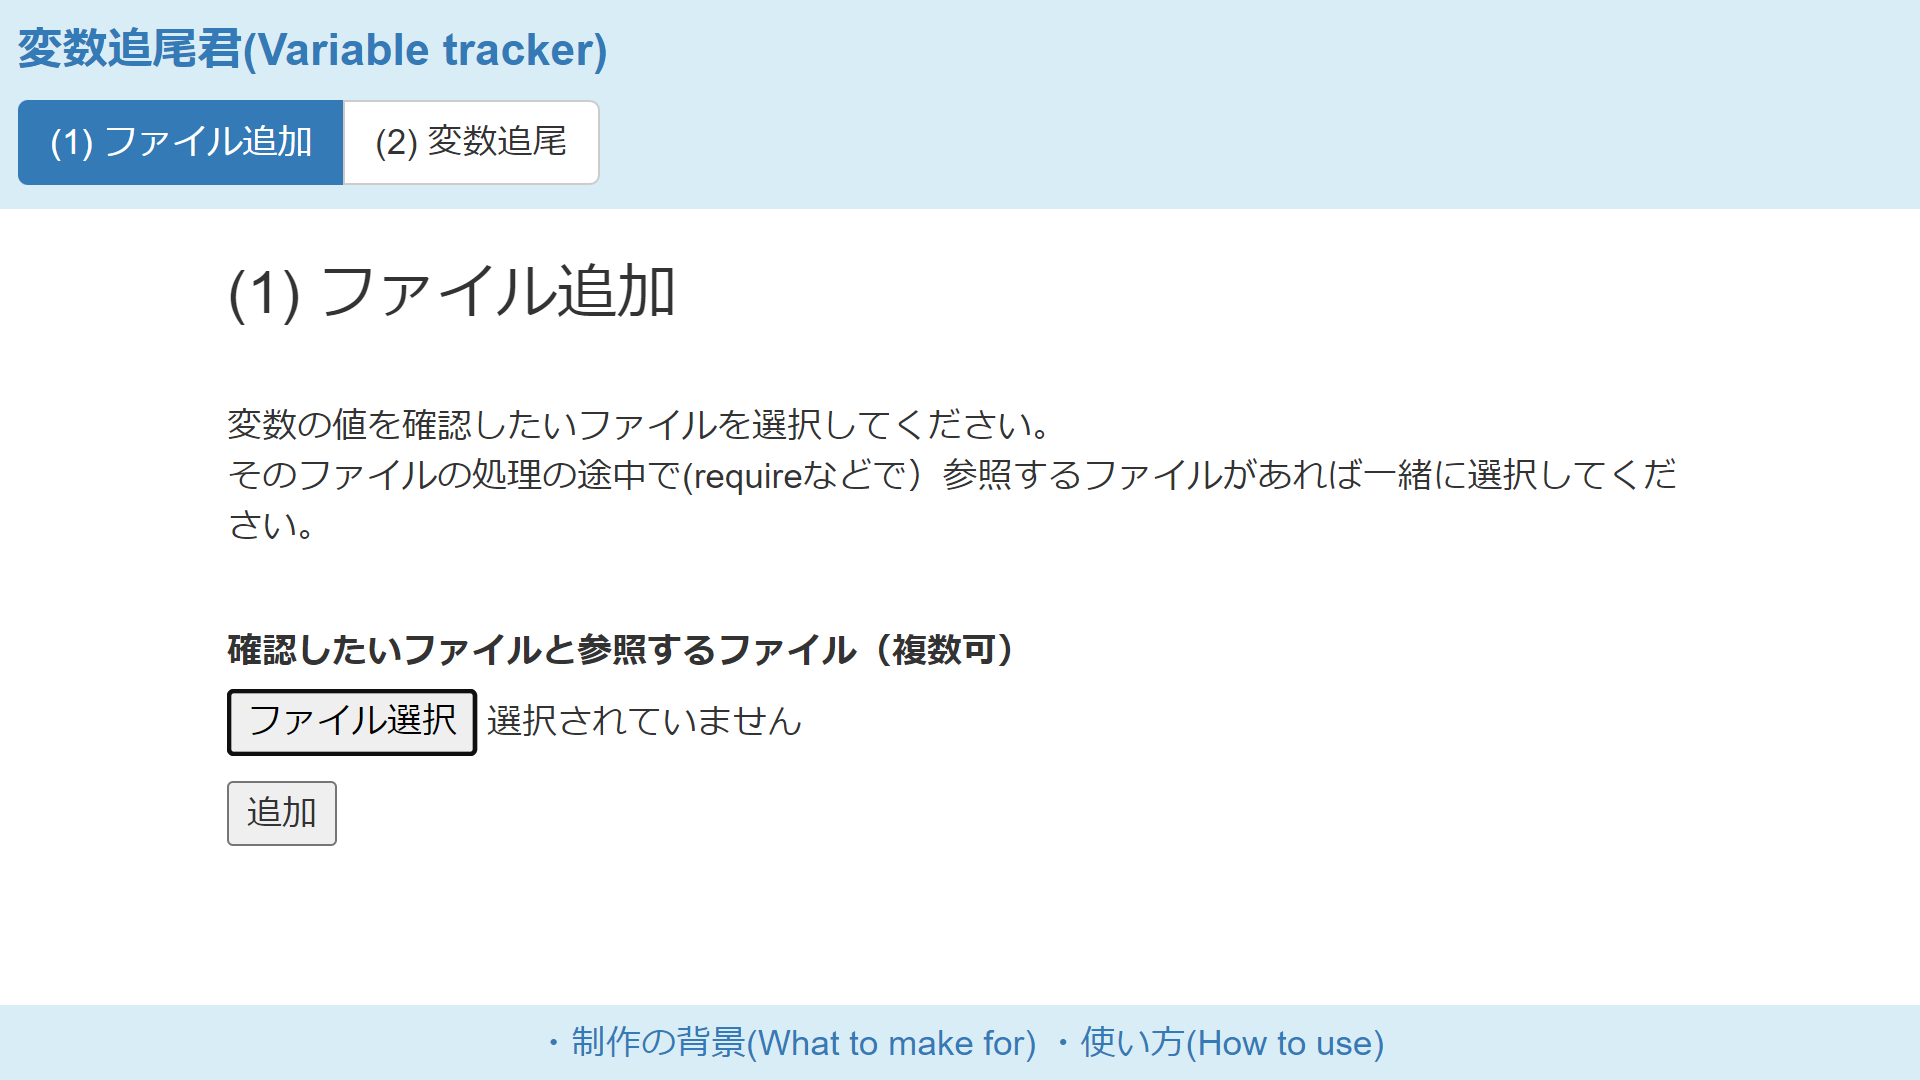 変数追尾君(Variable tracker)
(1) ファイル追加
(2) 変数追尾
(1) ファイル追加
変数の値を確認したいファイルを選択してください。
そのファイルの処理の途中で(requireなどで）参照するファイルがあれば一緒に選択してくだ
さい。
確認したいファイルと参照するファイル（複数可）
ファイル選択 選択されていません
追加
・制作の背景(What to make for) ・使い方(How to use)